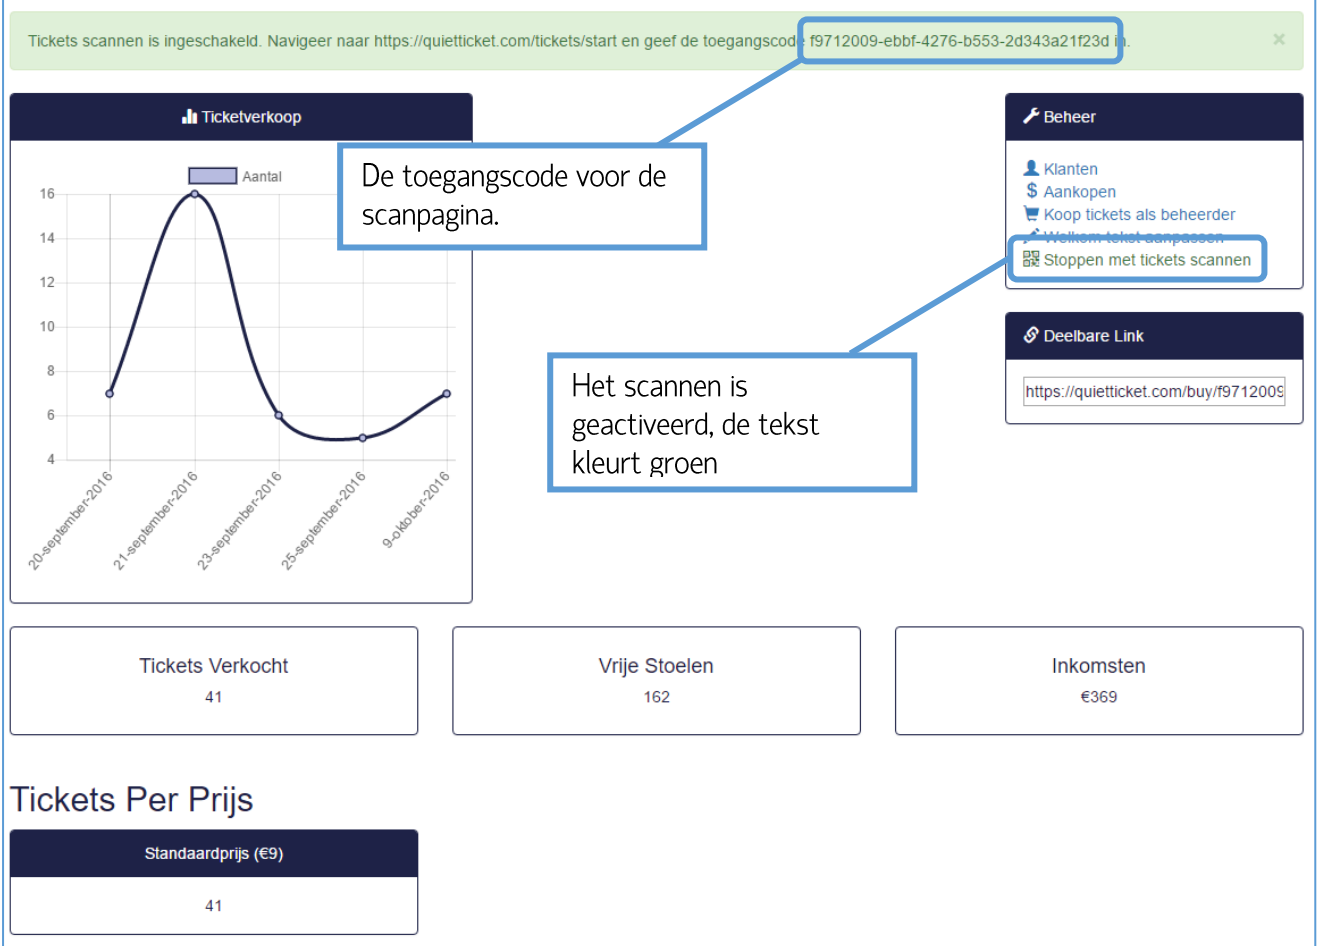 Tickets scannen is ingeschakeld. Navigeer naar https://quietticket.com/tickets/start en geef de toegangscode f9712009-ebbf-4276-b553-2d343a21f23d in.
×
Ticketverkoop
Aantal
16
14
12
10
8
6
4
20-september-2016
21-september-2016
23-september-2016
25-september-2016
9-oktober-2016
De toegangscode voor de
scanpagina.
Beheer
Klanten
Aankopen
Koop tickets als beheerder
Welkom tekst aanpassen
Stoppen met tickets scannen
Deelbare Link
https://quietticket.com/buy/f9712009
Het scannen is
geactiveerd, de tekst
kleurt groen
Tickets Verkocht
41
Vrije Stoelen
162
Inkomsten
€369
Tickets Per Prijs
Standaardprijs (€9)
41